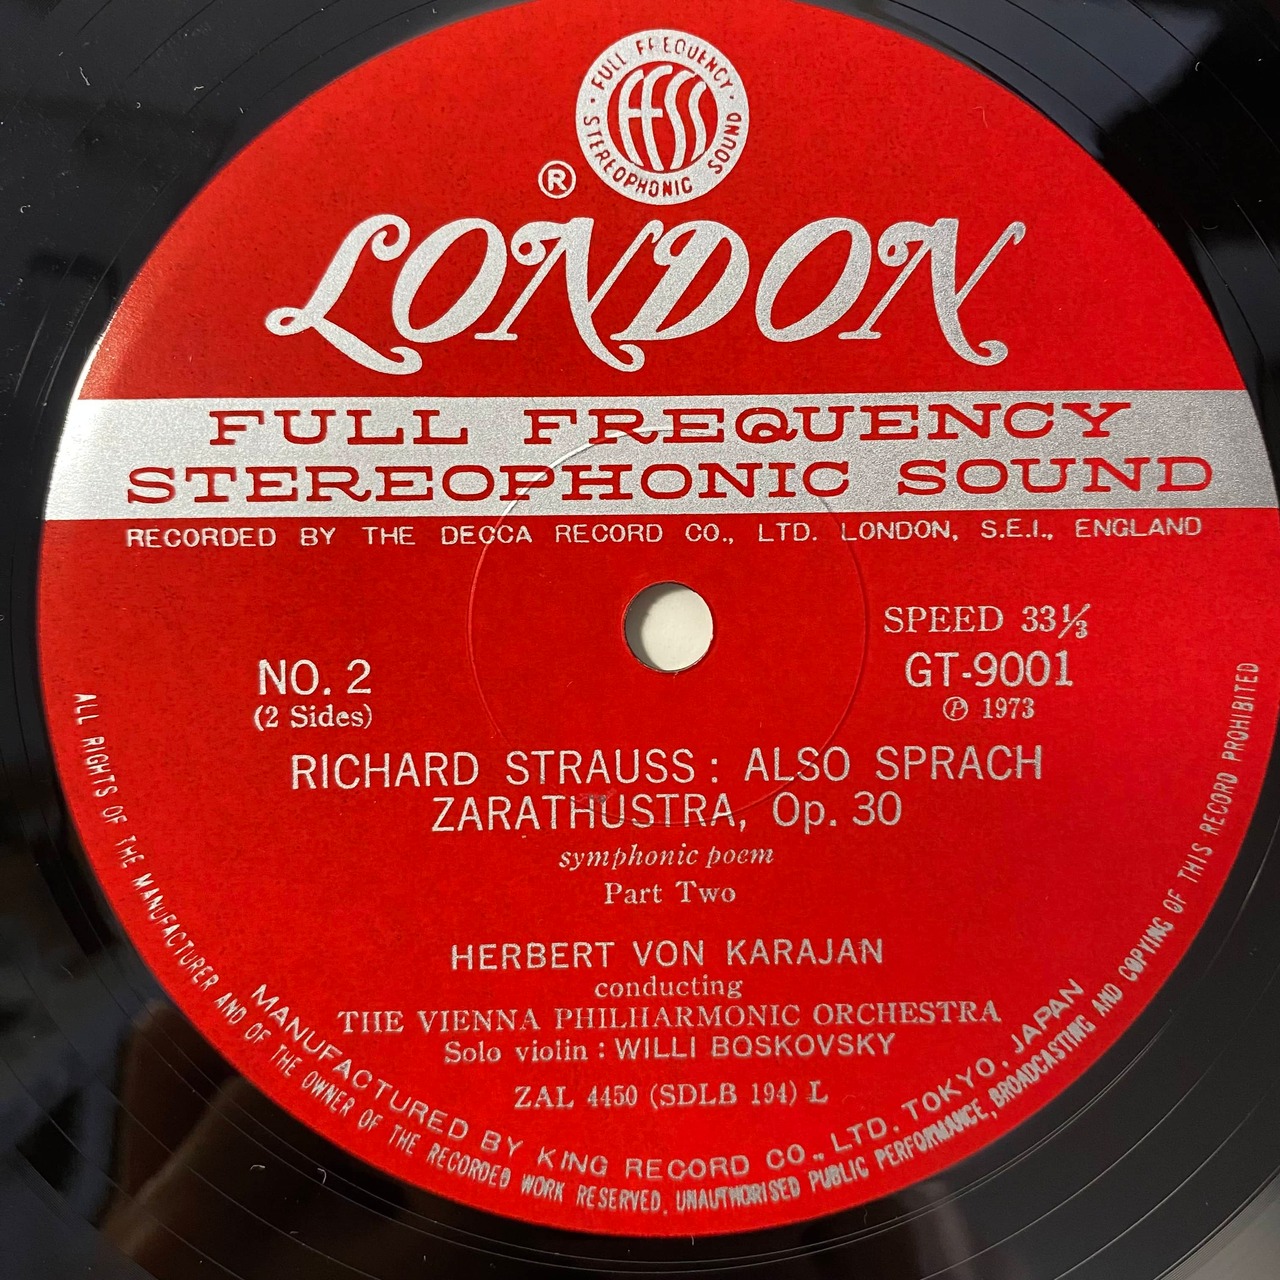 FULL FREQUENCY
STEREOPHONIC SOUND
FFSS
®
LONDON
FULL FREQUENCY
STEREOPHONIC SOUND
RECORDED BY THE DECCA RECORD CO., LTD. LONDON, S.E.I., ENGLAND
SPEED 33⅓
NO. 2
GT-9001
(2 Sides)
℗ 1973
RICHARD STRAUSS : ALSO SPRACH
ZARATHUSTRA, Op. 30
symphonic poem
Part Two
HERBERT VON KARAJAN
conducting
THE VIENNA PHILHARMONIC ORCHESTRA
Solo violin : WILLI BOSKOVSKY
ZAL 4450 (SDLB 194) L
MANUFACTURED BY KING RECORD CO., LTD. TOKYO, JAPAN
ALL RIGHTS OF THE MANUFACTURER AND OF THE OWNER OF THE RECORDED WORK RESERVED. UNAUTHORISED PUBLIC PERFORMANCE, BROADCASTING AND COPYING OF THIS RECORD PROHIBITED